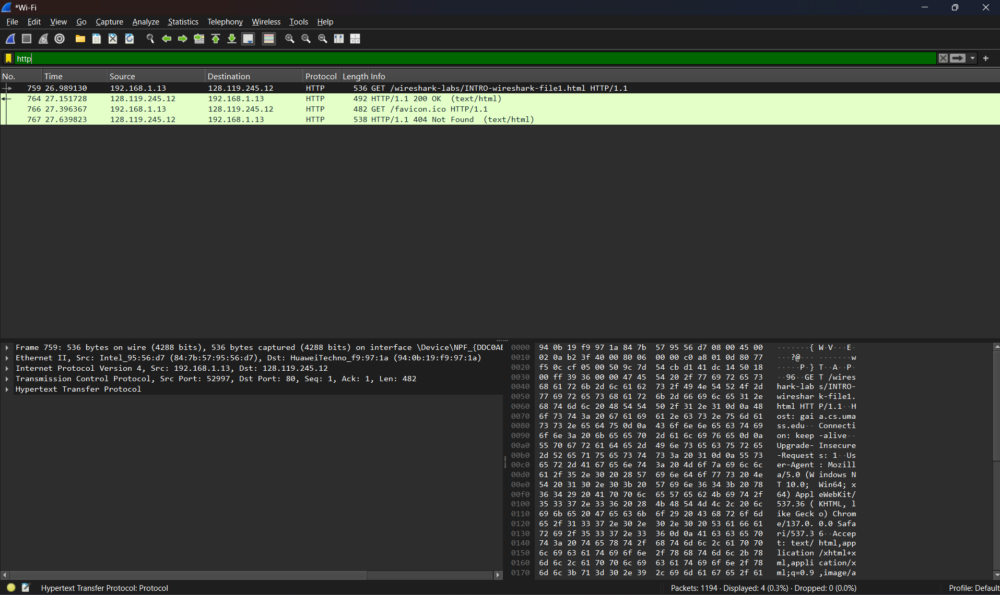 *Wi-Fi
File Edit View Go Capture Analyze Statistics Telephony Wireless Tools Help
http
No. Time Source Destination Protocol Length Info
759 26.989130 192.168.1.13 128.119.245.12 HTTP 536 GET /wireshark-labs/INTRO-wireshark-file1.html HTTP/1.1
764 27.151728 128.119.245.12 192.168.1.13 HTTP 492 HTTP/1.1 200 OK (text/html)
766 27.396367 192.168.1.13 128.119.245.12 HTTP 482 GET /favicon.ico HTTP/1.1
767 27.639823 128.119.245.12 192.168.1.13 HTTP 538 HTTP/1.1 404 Not Found (text/html)
Frame 759: 536 bytes on wire (4288 bits), 536 bytes captured (4288 bits) on interface \Device\NPF_{DDC0AE
Ethernet II, Src: Intel_95:56:d7 (84:7b:57:95:56:d7), Dst: HuaweiTechno_f9:97:1a (94:0b:19:f9:97:1a)
Internet Protocol Version 4, Src: 192.168.1.13, Dst: 128.119.245.12
Transmission Control Protocol, Src Port: 52997, Dst Port: 80, Seq: 1, Ack: 1, Len: 482
Hypertext Transfer Protocol
0000 94 0b 19 f9 97 1a 84 7b 57 95 56 d7 08 00 45 00 ·······{ W·V···E·
0010 02 0a b2 3f 40 00 80 06 00 00 c0 a8 01 0d 80 77 ···?@··· ·······w
0020 f5 0c cf 05 00 50 9c 7d 54 cb d1 41 dc 14 50 18 ·····P·} T··A··P·
0030 00 ff 39 36 00 00 47 45 54 20 2f 77 69 72 65 73 ··96··GE T /wires
0040 68 61 72 6b 2d 6c 61 62 73 2f 49 4e 54 52 4f 2d hark-lab s/INTRO-
0050 77 69 72 65 73 68 61 72 6b 2d 66 69 6c 65 31 2e wireshar k-file1.
0060 68 74 6d 6c 20 48 54 54 50 2f 31 2e 31 0d 0a 48 html HTT P/1.1··H
0070 6f 73 74 3a 20 67 61 69 61 2e 63 73 2e 75 6d 61 ost: gai a.cs.uma
0080 73 73 2e 65 64 75 0d 0a 43 6f 6e 6e 65 63 74 69 ss.edu·· Connecti
0090 6f 6e 3a 20 6b 65 65 70 2d 61 6c 69 76 65 0d 0a on: keep -alive··
00a0 55 70 67 72 61 64 65 2d 49 6e 73 65 63 75 72 65 Upgrade- Insecure
00b0 2d 52 65 71 75 65 73 74 73 3a 20 31 0d 0a 55 73 -Request s: 1··Us
00c0 65 72 2d 41 67 65 6e 74 3a 20 4d 6f 7a 69 6c 6c er-Agent : Mozill
00d0 61 2f 35 2e 30 20 28 57 69 6e 64 6f 77 73 20 4e a/5.0 (W indows N
00e0 54 20 31 30 2e 30 3b 20 57 69 6e 36 34 3b 20 78 T 10.0; Win64; x
00f0 36 34 29 20 41 70 70 6c 65 57 65 62 4b 69 74 2f 64) Appl eWebKit/
0100 35 33 37 2e 33 36 20 28 4b 48 54 4d 4c 2c 20 6c 537.36 ( KHTML, l
0110 69 6b 65 20 47 65 63 6b 6f 29 20 43 68 72 6f 6d ike Geck o) Chrom
0120 65 2f 31 33 37 2e 30 2e 30 2e 30 20 53 61 66 61 e/137.0. 0.0 Safa
0130 72 69 2f 35 33 37 2e 33 36 0d 0a 41 63 63 65 70 ri/537.3 6··Accep
0140 74 3a 20 74 65 78 74 2f 68 74 6d 6c 2c 61 70 70 t: text/ html,app
0150 6c 69 63 61 74 69 6f 6e 2f 78 68 74 6d 6c 2b 78 lication /xhtml+x
0160 6d 6c 2c 61 70 70 6c 69 63 61 74 69 6f 6e 2f 78 ml,appli cation/x
0170 6d 6c 3b 71 3d 30 2e 39 2c 69 6d 61 67 65 2f 61 ml;q=0.9 ,image/a
Hypertext Transfer Protocol: Protocol
Packets: 1194 · Displayed: 4 (0.3%) · Dropped: 0 (0.0%)
Profile: Default